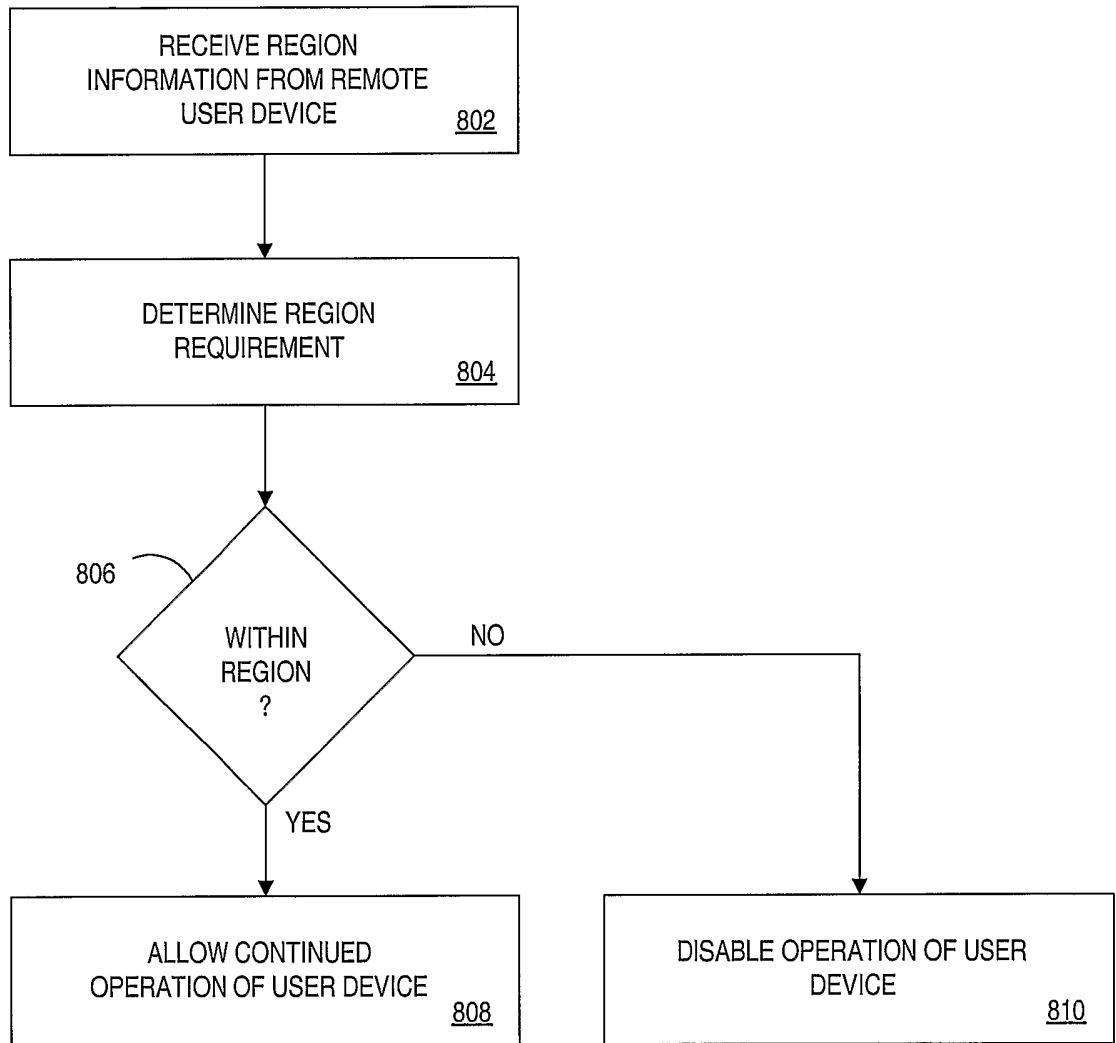 RECEIVE REGION
INFORMATION FROM REMOTE
USER DEVICE
802
DETERMINE REGION
REQUIREMENT
804
806
WITHIN
REGION
?
NO
YES
ALLOW CONTINUED
OPERATION OF USER DEVICE
808
DISABLE OPERATION OF USER
DEVICE
810